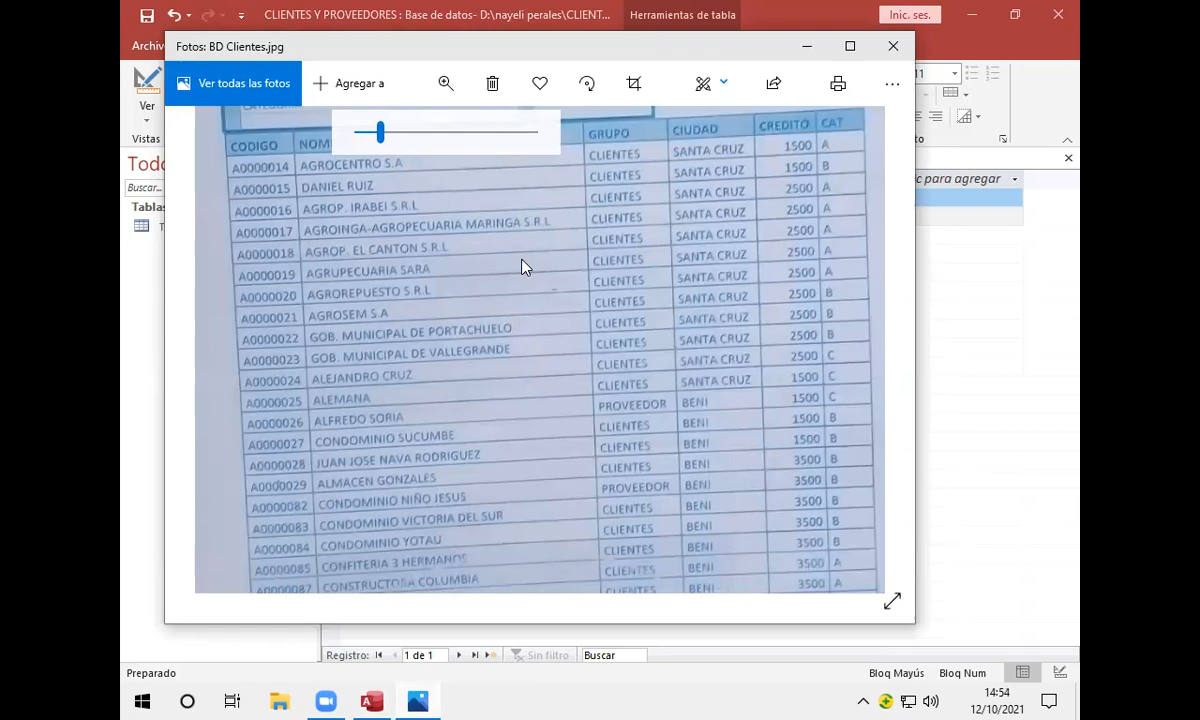 CLIENTES Y PROVEEDORES : Base de datos- D:\nayeli perales\CLIENT...
Herramientas de tabla
Inic. ses.
Archiv
Fotos: BD Clientes.jpg
Ver todas las fotos
Agregar a
Ver
Vistas
11
Todo
Buscar...
Tablas
T
c para agregar
CODIGO NOM GRUPO CIUDAD CREDITO CAT
A0000014 AGROCENTRO S.A CLIENTES SANTA CRUZ 1500 A
A0000015 DANIEL RUIZ CLIENTES SANTA CRUZ 1500 B
A0000016 AGROP. IRABEI S.R.L CLIENTES SANTA CRUZ 2500 A
A0000017 AGROINGA-AGROPECUARIA MARINGA S.R.L CLIENTES SANTA CRUZ 2500 A
A0000018 AGROP. EL CANTON S.R.L CLIENTES SANTA CRUZ 2500 A
A0000019 AGRUPECUARIA SARA CLIENTES SANTA CRUZ 2500 A
A0000020 AGROREPUESTO S.R.L CLIENTES SANTA CRUZ 2500 A
A0000021 AGROSEM S.A CLIENTES SANTA CRUZ 2500 B
A0000022 GOB. MUNICIPAL DE PORTACHUELO CLIENTES SANTA CRUZ 2500 B
A0000023 GOB. MUNICIPAL DE VALLEGRANDE CLIENTES SANTA CRUZ 2500 B
A0000024 ALEJANDRO CRUZ CLIENTES SANTA CRUZ 2500 C
A0000025 ALEMANA CLIENTES SANTA CRUZ 1500 C
A0000026 ALFREDO SORIA PROVEEDOR BENI 1500 C
A0000027 CONDOMINIO SUCUMBE CLIENTES BENI 1500 B
A0000028 JUAN JOSE NAVA RODRIGUEZ CLIENTES BENI 1500 B
A0000029 ALMACEN GONZALES CLIENTES BENI 3500 B
A0000082 CONDOMINIO NIÑO JESUS PROVEEDOR BENI 3500 B
A0000083 CONDOMINIO VICTORIA DEL SUR CLIENTES BENI 3500 B
A0000084 CONDOMINIO YOTAU CLIENTES BENI 3500 B
A0000085 CONFITERIA 3 HERMANOS CLIENTES BENI 3500 B
A0000087 CONSTRUCTORA COLUMBIA CLIENTES BENI 3500 A
CLIENTES BENI 3500 A
Registro: 1 de 1 Sin filtro Buscar
Preparado
Bloq Mayús Bloq Num
14:54
12/10/2021